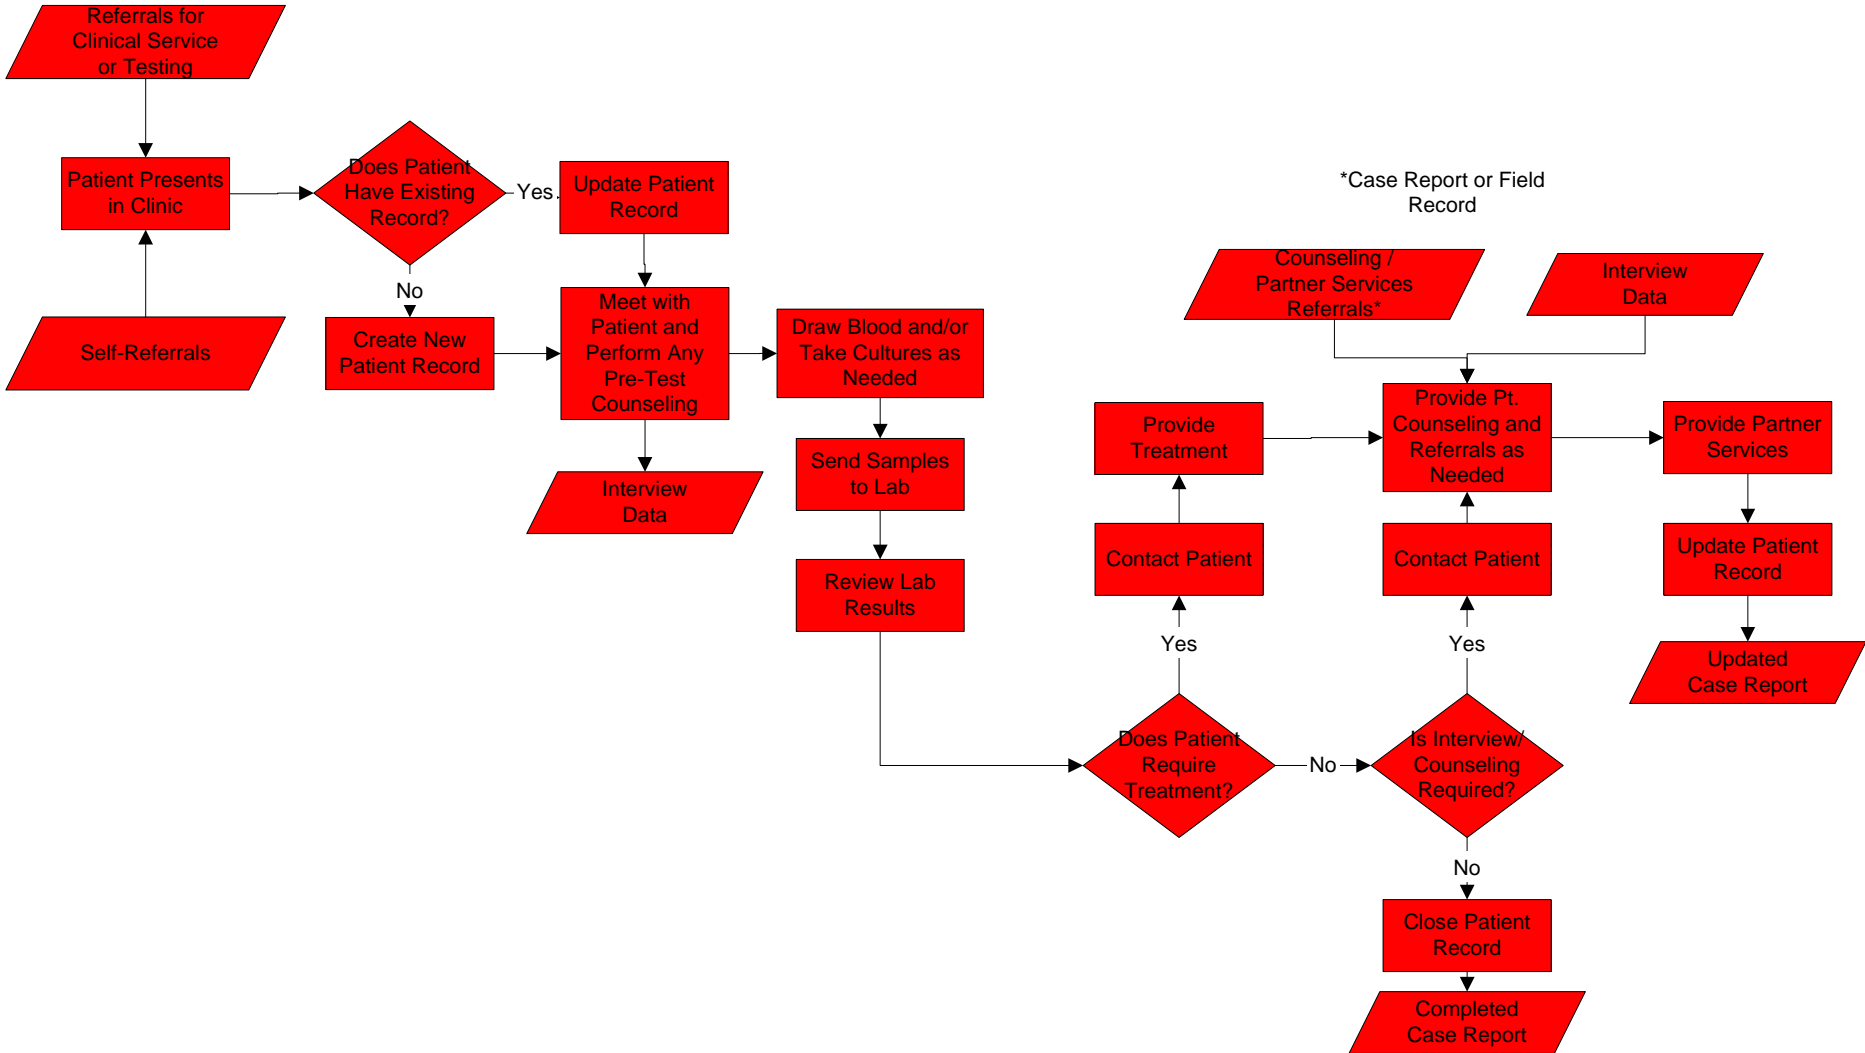 Referrals for
Clinical Service
or Testing
Patient Presents
in Clinic
Self-Referrals
Does Patient
Have Existing
Record?
Yes
No
Update Patient
Record
Create New
Patient Record
Meet with
Patient and
Perform Any
Pre-Test
Counseling
Interview
Data
Draw Blood and/or
Take Cultures as
Needed
Send Samples
to Lab
Review Lab
Results
Does Patient
Require
Treatment?
Yes
No
Contact Patient
Provide
Treatment
Is Interview/
Counseling
Required?
Yes
No
Contact Patient
*Case Report or Field
Record
Counseling /
Partner Services
Referrals*
Interview
Data
Provide Pt.
Counseling and
Referrals as
Needed
Provide Partner
Services
Update Patient
Record
Updated
Case Report
Close Patient
Record
Completed
Case Report